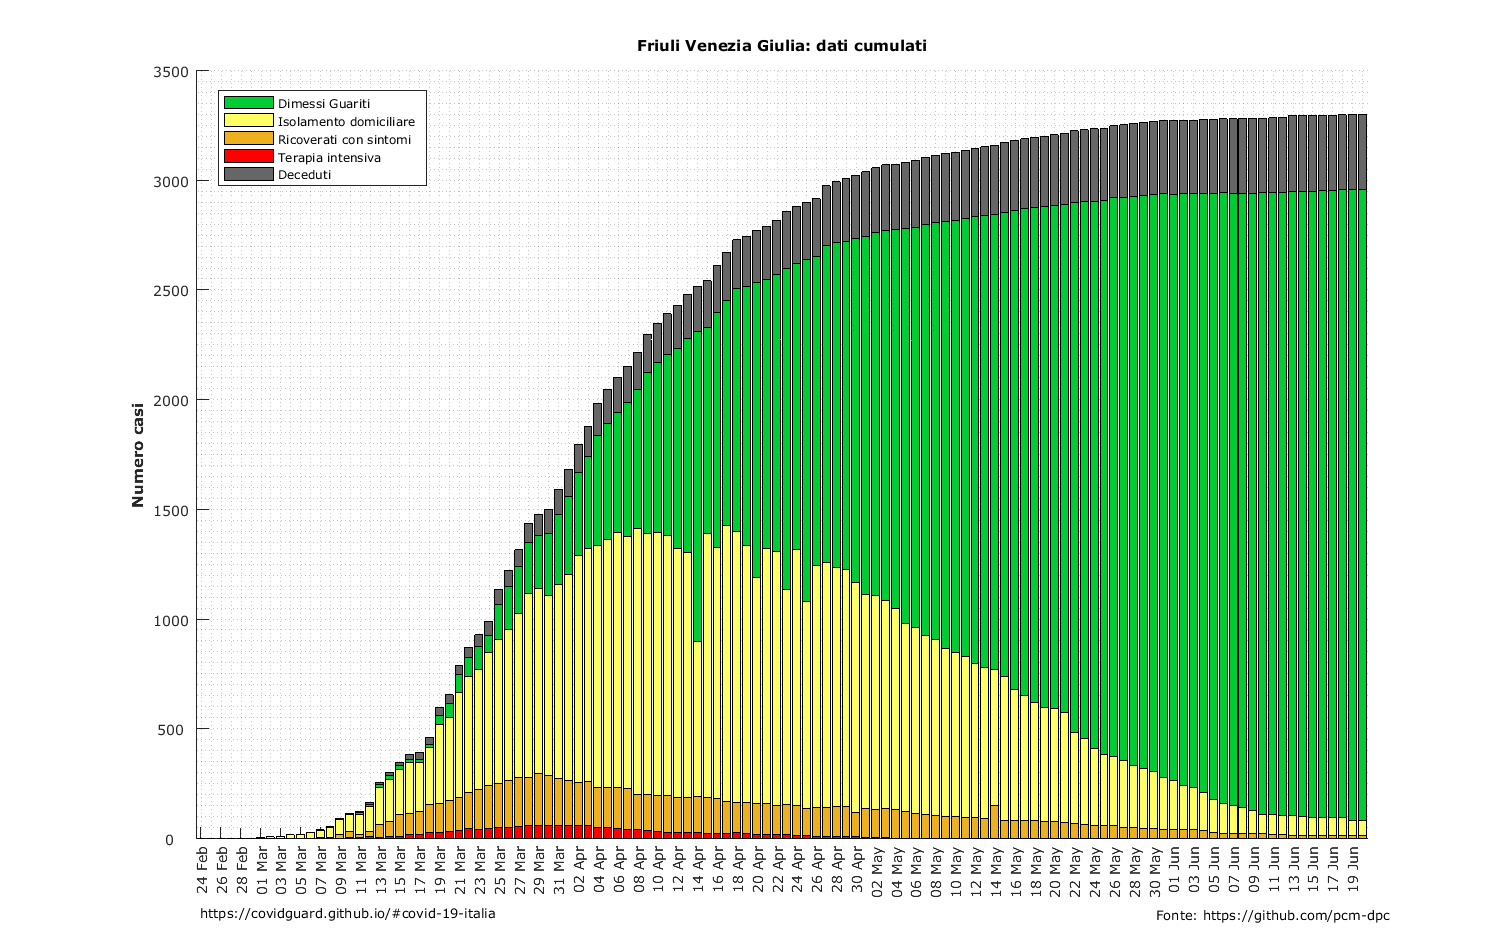 Friuli Venezia Giulia: dati cumulati
3500
3000
2500
2000
1500
1000
500
0
Numero casi
Dimessi Guariti
Isolamento domiciliare
Ricoverati con sintomi
Terapia intensiva
Deceduti
24 Feb
26 Feb
28 Feb
01 Mar
03 Mar
05 Mar
07 Mar
09 Mar
11 Mar
13 Mar
15 Mar
17 Mar
19 Mar
21 Mar
23 Mar
25 Mar
27 Mar
29 Mar
31 Mar
02 Apr
04 Apr
06 Apr
08 Apr
10 Apr
12 Apr
14 Apr
16 Apr
18 Apr
20 Apr
22 Apr
24 Apr
26 Apr
28 Apr
30 Apr
02 May
04 May
06 May
08 May
10 May
12 May
14 May
16 May
18 May
20 May
22 May
24 May
26 May
28 May
30 May
01 Jun
03 Jun
05 Jun
07 Jun
09 Jun
11 Jun
13 Jun
15 Jun
17 Jun
19 Jun
https://covidguard.github.io/#covid-19-italia
Fonte: https://github.com/pcm-dpc